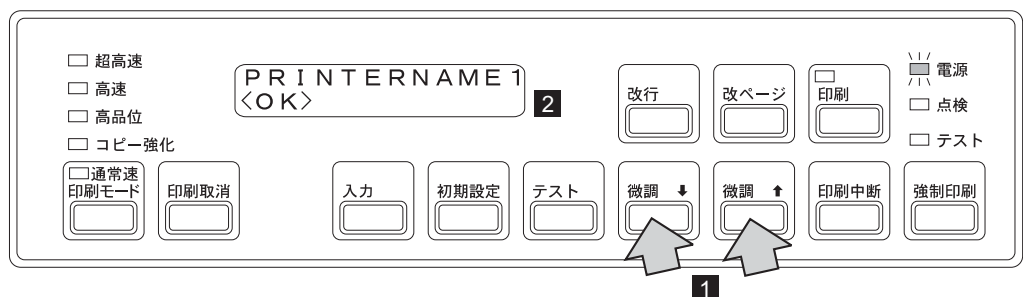 超高速
高速
高品位
コピー強化
PRINTERNAME1
<OK>
2
改行
改ページ
印刷
電源
点検
テスト
通常速
印刷モード
印刷取消
入力
初期設定
テスト
微調 ⬇
微調 ⬆
印刷中断
強制印刷
1